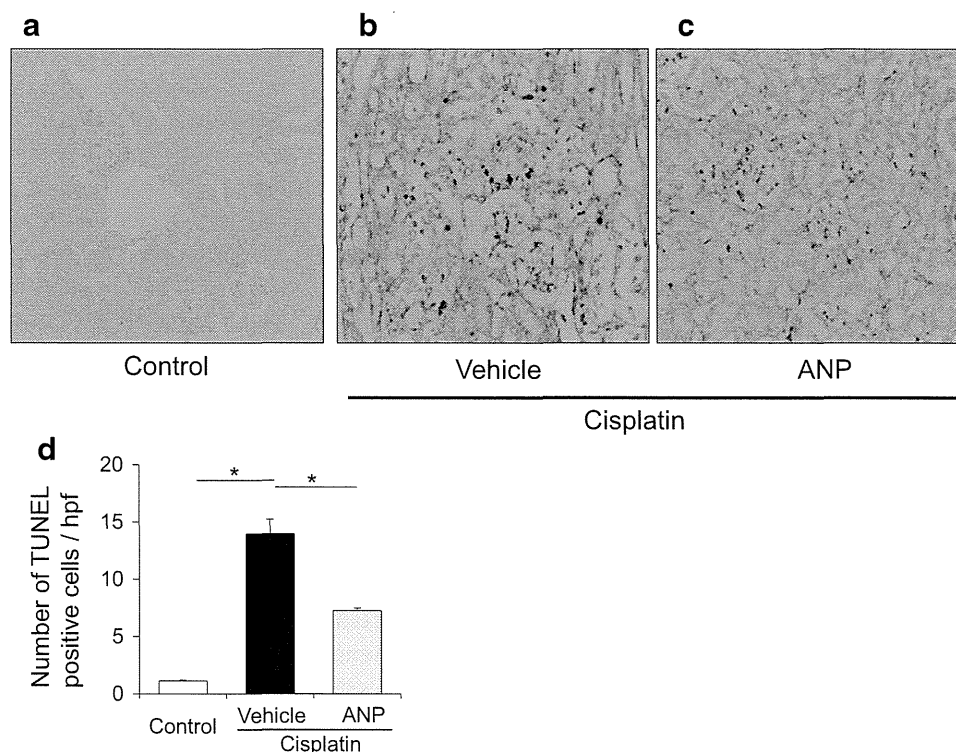 a
b
c
Control
Vehicle
ANP
Cisplatin
d
Number of TUNEL
positive cells / hpf
20
15
10
5
0
*
*
Control
Vehicle
ANP
Cisplatin